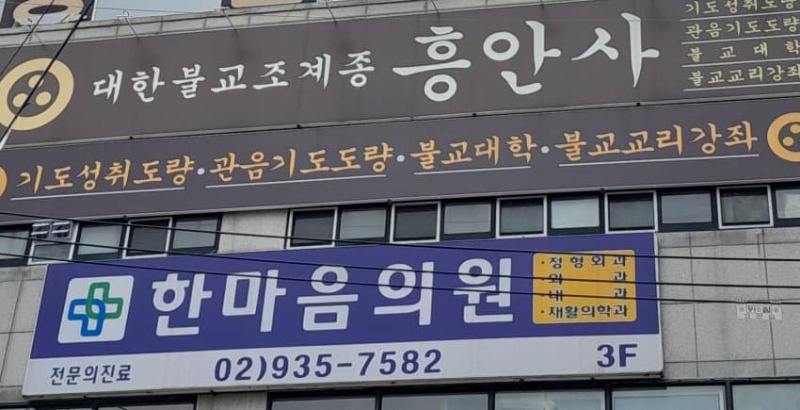 대한불교조계종 흥안사
기도성취도량
관음기도도량
불교대학
불교교리강좌
기도성취도량·관음기도도량·불교대학·불교교리강좌
한마음의원
·정형외과
·외 과
·내 과
·재활의학과
전문의진료
02)935-7582
3F